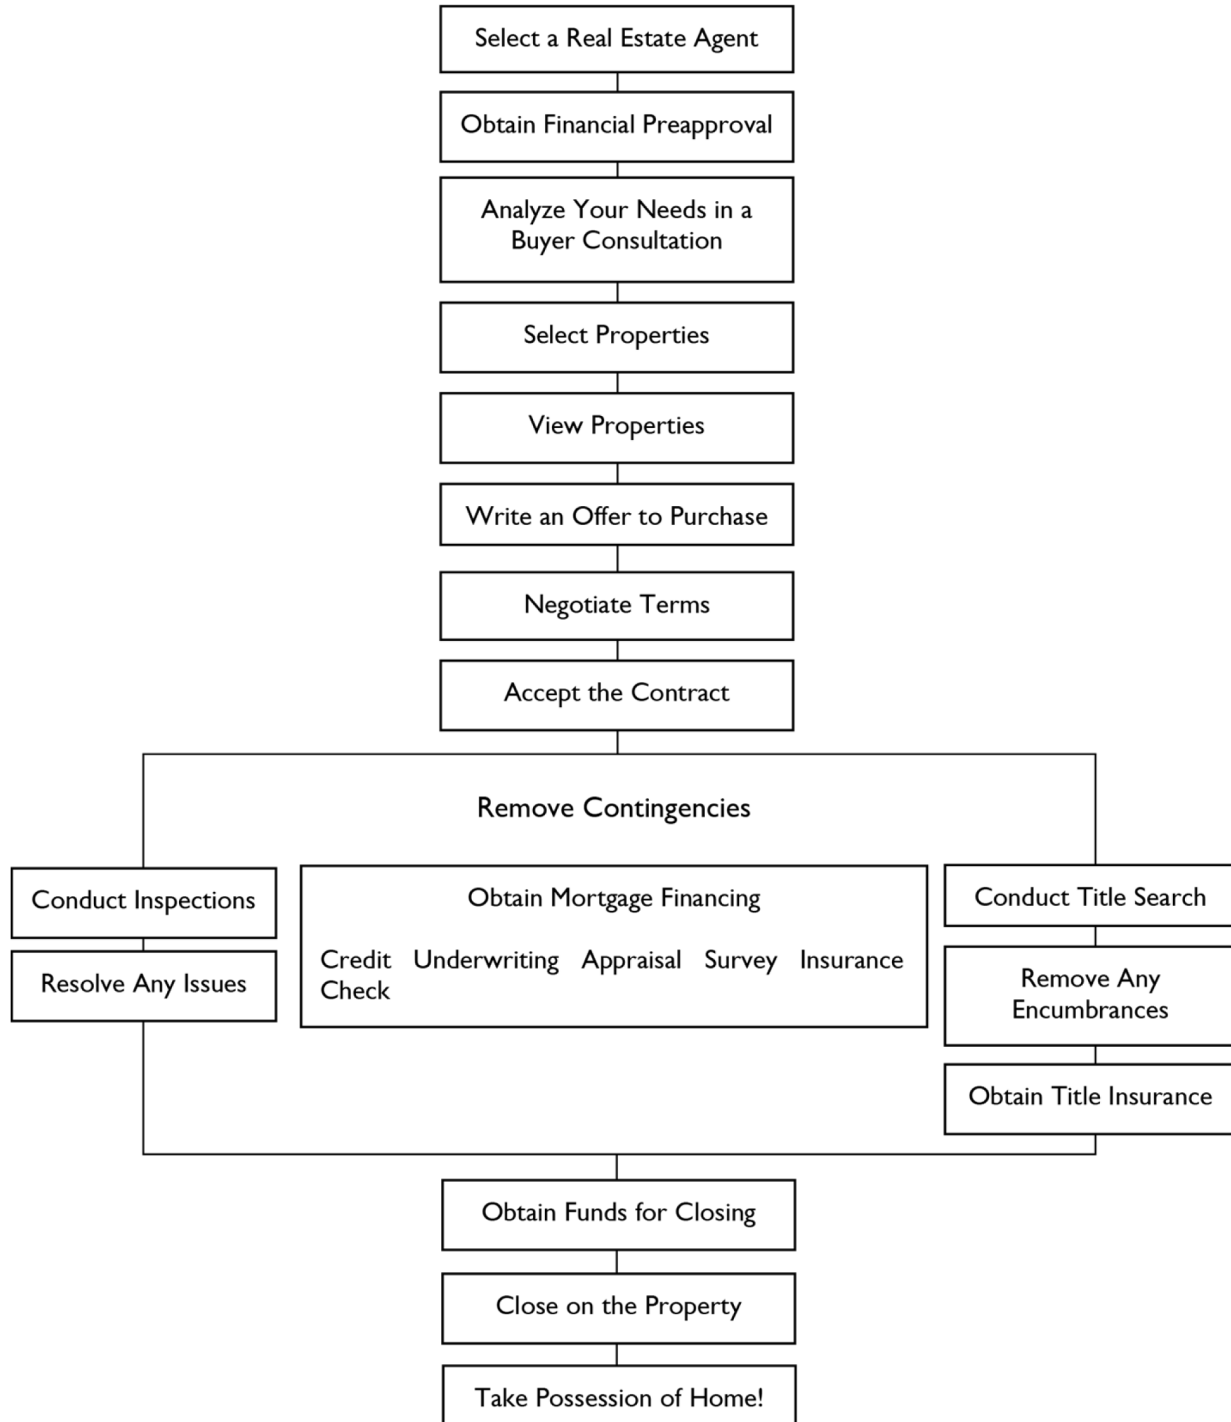 Select a Real Estate Agent
Obtain Financial Preapproval
Analyze Your Needs in a
Buyer Consultation
Select Properties
View Properties
Write an Offer to Purchase
Negotiate Terms
Accept the Contract
Remove Contingencies
Conduct Inspections
Resolve Any Issues
Obtain Mortgage Financing
Credit Underwriting Appraisal Survey Insurance
Check
Conduct Title Search
Remove Any
Encumbrances
Obtain Title Insurance
Obtain Funds for Closing
Close on the Property
Take Possession of Home!